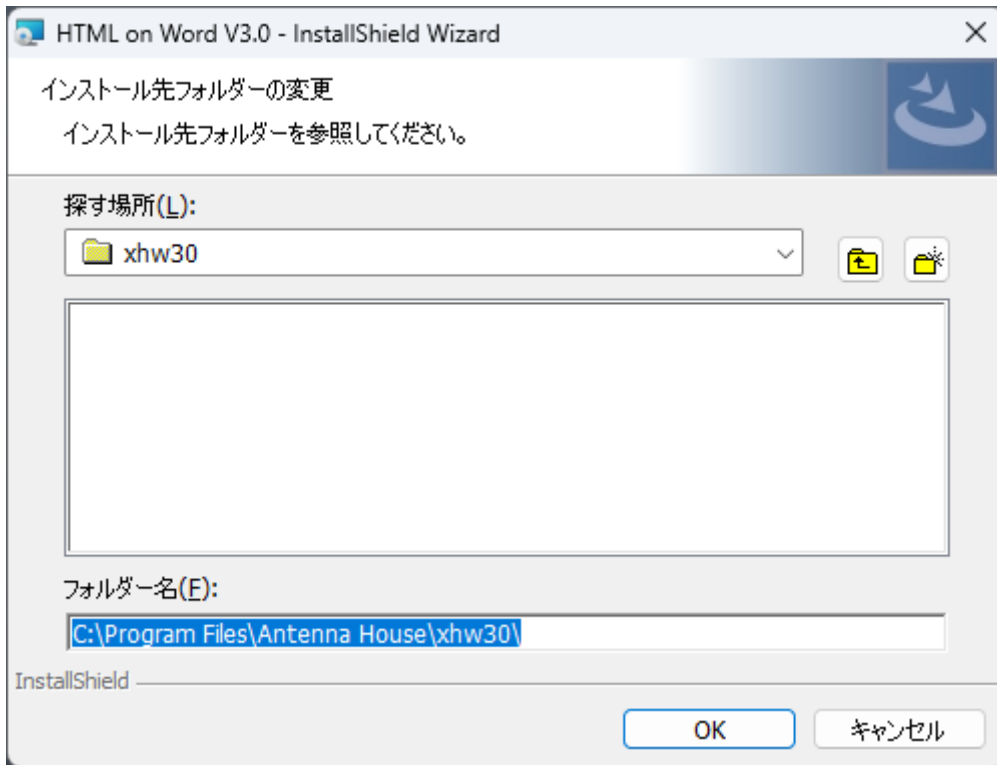 HTML on Word V3.0 - InstallShield Wizard
インストール先フォルダーの変更
インストール先フォルダーを参照してください。
探す場所(L):
xhw30
フォルダー名(F):
C:\Program Files\Antenna House\xhw30\
InstallShield
OK
キャンセル